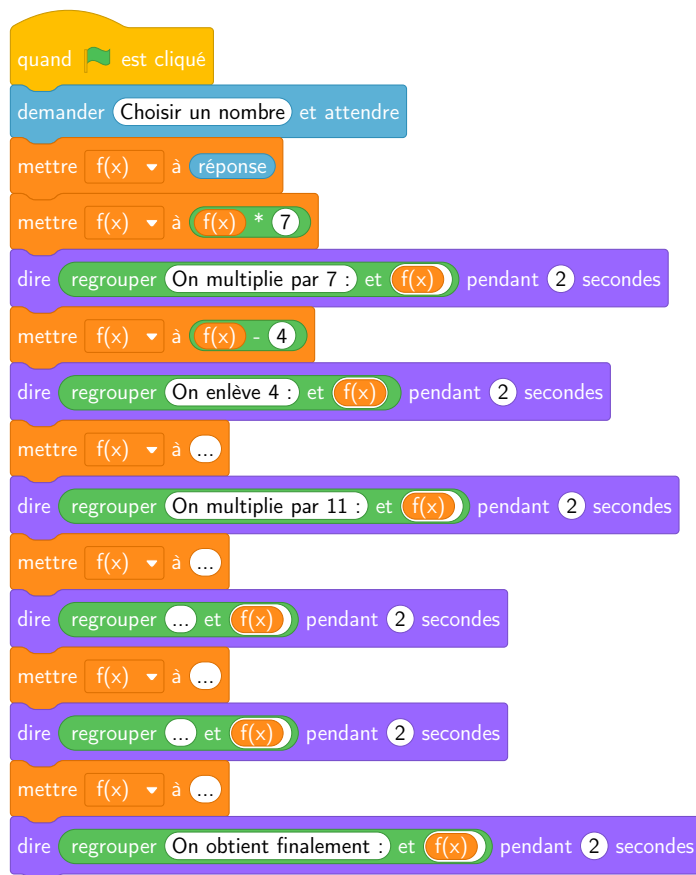 quand est cliqué
demander Choisir un nombre et attendre
mettre f(x) à réponse
mettre f(x) à f(x) * 7
dire regrouper On multiplie par 7 : et f(x) pendant 2 secondes
mettre f(x) à f(x) - 4
dire regrouper On enlève 4 : et f(x) pendant 2 secondes
mettre f(x) à ...
dire regrouper On multiplie par 11 : et f(x) pendant 2 secondes
mettre f(x) à ...
dire regrouper ... et f(x) pendant 2 secondes
mettre f(x) à ...
dire regrouper ... et f(x) pendant 2 secondes
mettre f(x) à ...
dire regrouper On obtient finalement : et f(x) pendant 2 secondes